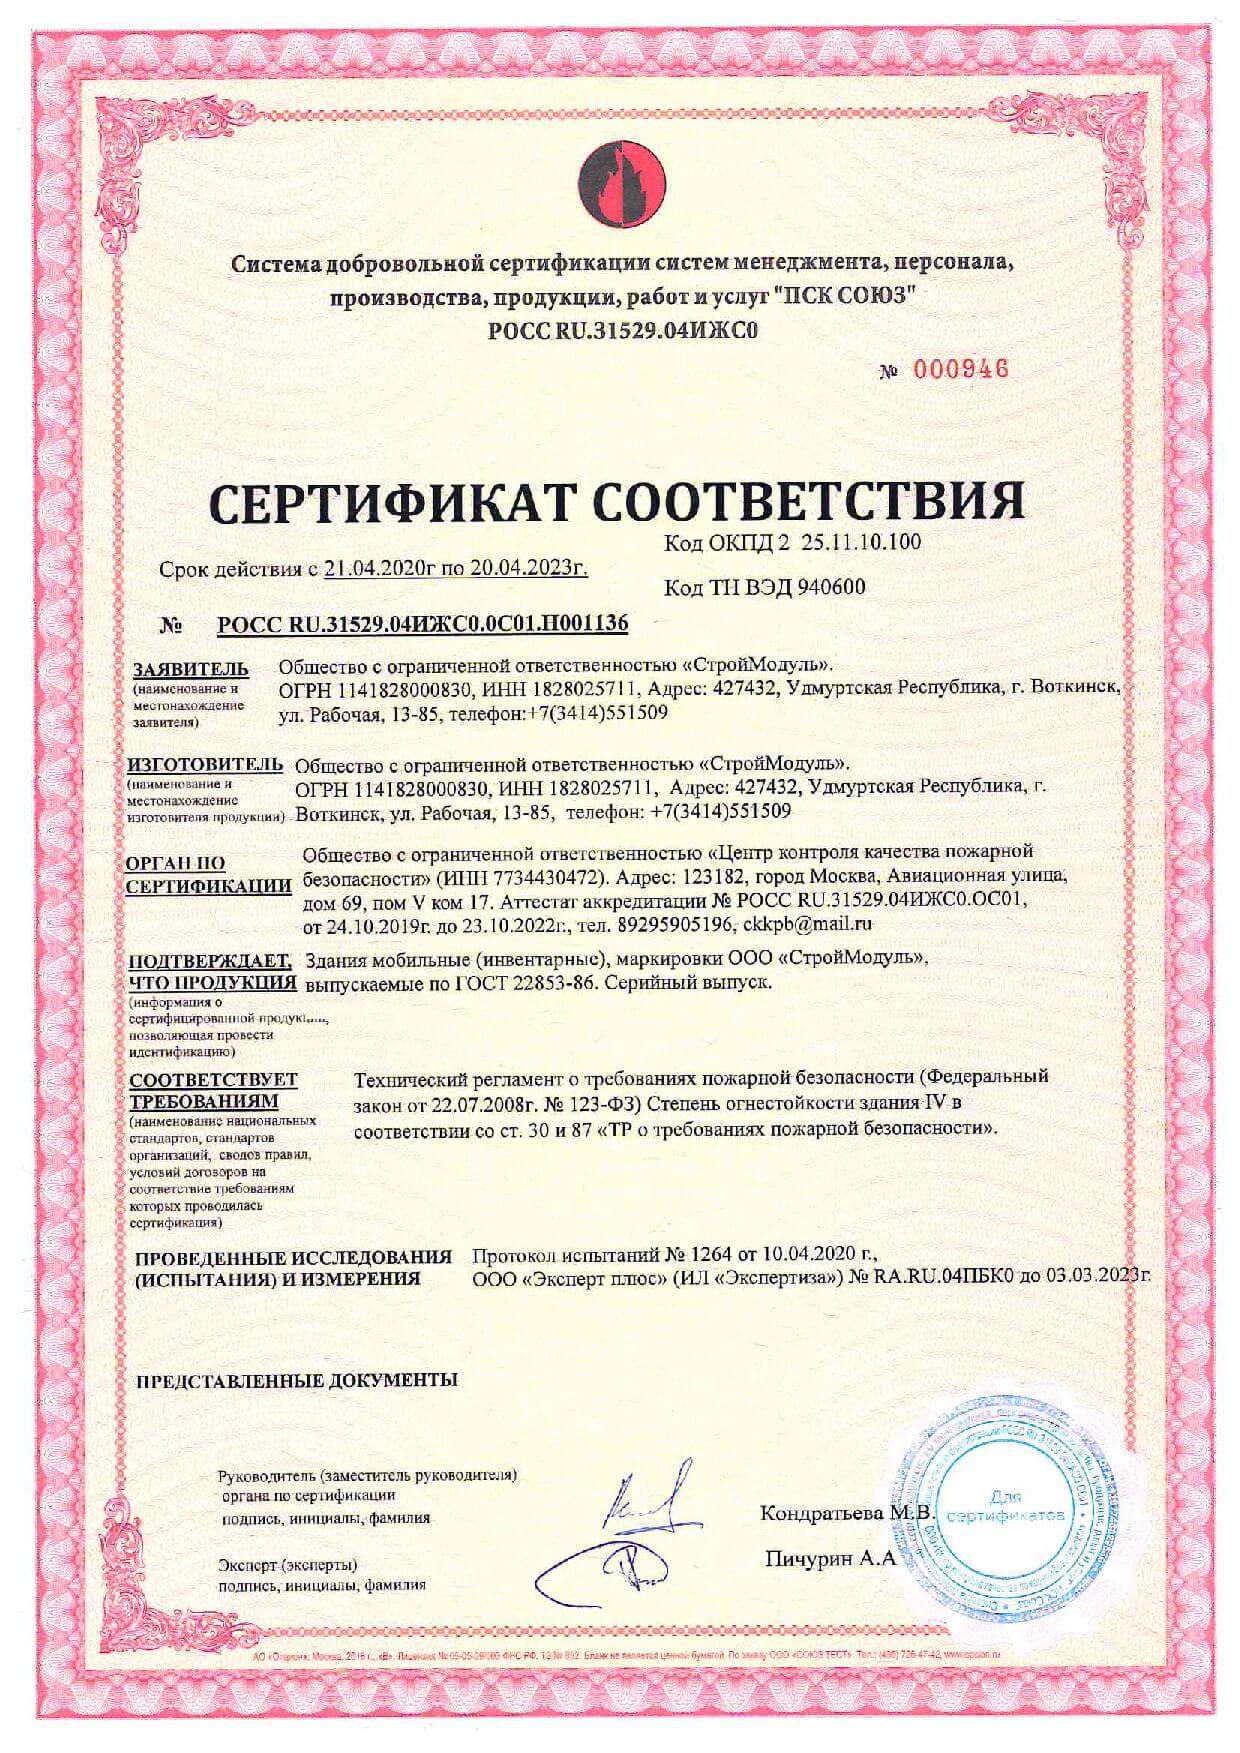 Система добровольной сертификации систем менеджмента, персонала,
производства, продукции, работ и услуг "ПСК СОЮЗ"
РОСС RU.31529.04ИЖС0
№ 000946
СЕРТИФИКАТ СООТВЕТСТВИЯ
Код ОКПД 2 25.11.10.100
Срок действия с 21.04.2020г по 20.04.2023г.
Код ТН ВЭД 940600
№ РОСС RU.31529.04ИЖС0.0С01.П001136
ЗАЯВИТЕЛЬ
(наименование и
местонахождение
заявителя)
Общество с ограниченной ответственностью «СтройМодуль».
ОГРН 1141828000830, ИНН 1828025711, Адрес: 427432, Удмуртская Республика, г. Воткинск,
ул. Рабочая, 13-85, телефон:+7(3414)551509
ИЗГОТОВИТЕЛЬ
(наименование и
местонахождение
изготовителя продукции)
Общество с ограниченной ответственностью «СтройМодуль».
ОГРН 1141828000830, ИНН 1828025711, Адрес: 427432, Удмуртская Республика, г.
Воткинск, ул. Рабочая, 13-85, телефон: +7(3414)551509
ОРГАН ПО
СЕРТИФИКАЦИИ
Общество с ограниченной ответственностью «Центр контроля качества пожарной
безопасности» (ИНН 7734430472). Адрес: 123182, город Москва, Авиационная улица,
дом 69, пом V ком 17. Аттестат аккредитации № РОСС RU.31529.04ИЖС0.ОС01,
от 24.10.2019г. до 23.10.2022г., тел. 89295905196, ckkpb@mail.ru
ПОДТВЕРЖДАЕТ,
ЧТО ПРОДУКЦИЯ
(информация о
сертифицированной
позволяющая провести
идентификацию)
Здания мобильные (инвентарные), маркировки ООО «СтройМодуль»,
выпускаемые по ГОСТ 22853-86. Серийный выпуск.
СООТВЕТСТВУЕТ
ТРЕБОВАНИЯМ
(наименование национальных
стандартов, стандартов
организаций, сводов правил,
условий договоров на
соответствие требованиям
которых проводилась
сертификация)
Технический регламент о требованиях пожарной безопасности (Федеральный
закон от 22.07.2008г. № 123-ФЗ) Степень огнестойкости здания IV в
соответствии со ст. 30 и 87 «ТР о требованиях пожарной безопасности».
ПРОВЕДЕННЫЕ ИССЛЕДОВАНИЯ
(ИСПЫТАНИЯ) И ИЗМЕРЕНИЯ
Протокол испытаний № 1264 от 10.04.2020 г.,
ООО «Эксперт плюс» (ИЛ «Экспертиза») № RA.RU.04ПБК0 до 03.03.2023г.
ПРЕДСТАВЛЕННЫЕ ДОКУМЕНТЫ
Руководитель (заместитель руководителя)
органа по сертификации
подпись, инициалы, фамилия
Кондратьева М.В.
Эксперт (эксперты)
подпись, инициалы, фамилия
Пичурин А.А
Для
сертификатов
АО «Опцион», Москва, 2016 г., «В». Лицензия № 05-05-09/003 ФНС РФ. ТЗ № 852. Бланк не является ценной бумагой. По заказу ООО «СОЮЗ ТЕСТ». Тел.: (495) 726-47-42, www.opcion.ru